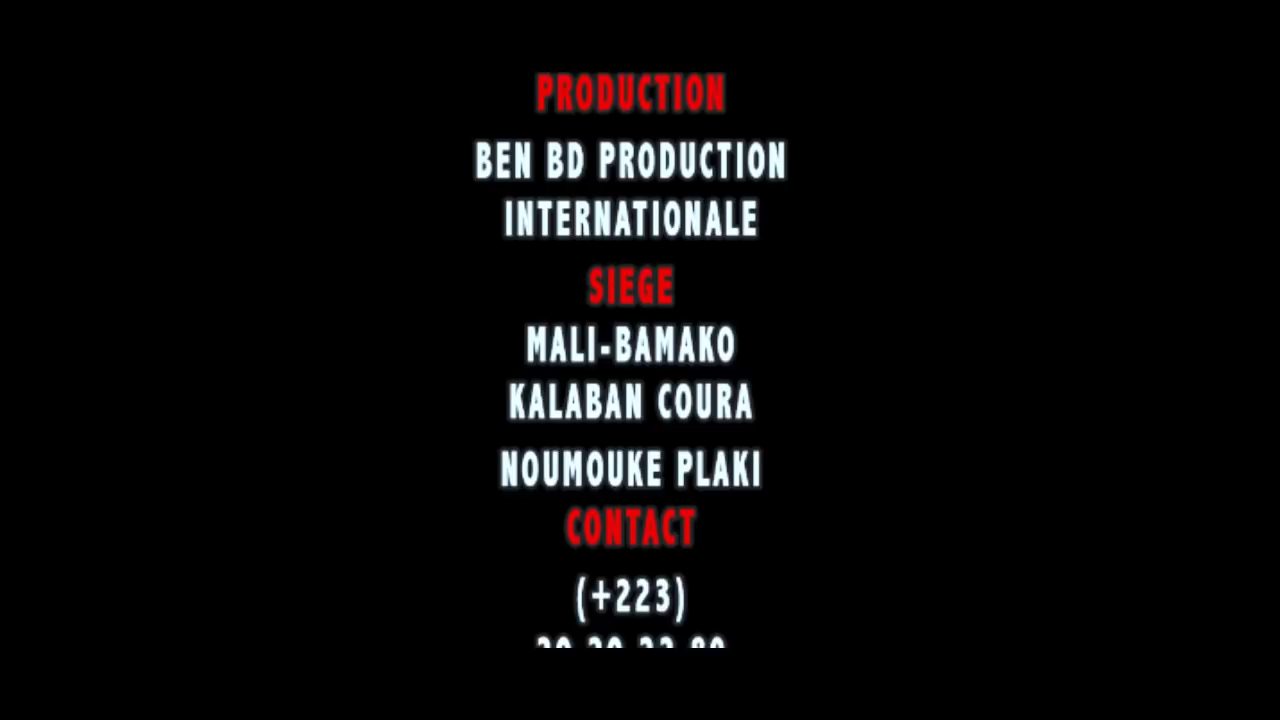 PRODUCTION
BEN BD PRODUCTION
INTERNATIONALE
SIEGE
MALI-BAMAKO
KALABAN COURA
NOUMOUKE PLAKI
CONTACT
(+223)